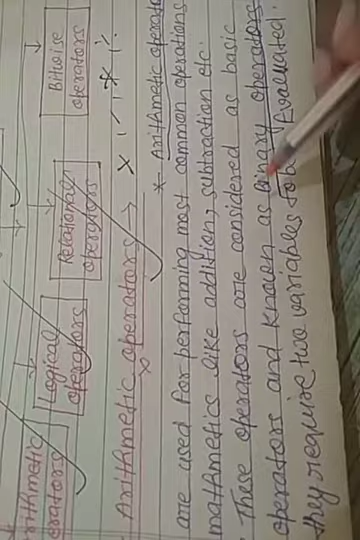 Arithmetic operators
Logical operators
Relational operators
Bitwise operators
Arithmetic operators →
* Arithmetic operato
are used for performing most common operations
mathmetics like addition, subtraction etc.
These operators are considered as basic
operators and known as binary operators
they require two variables to be Evaluated.